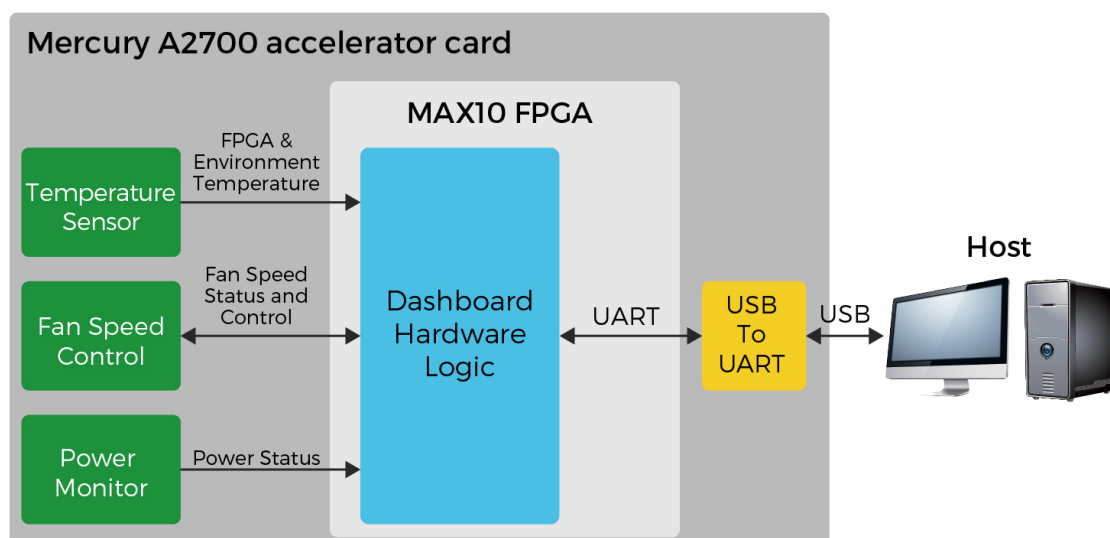 Mercury A2700 accelerator card
MAX10 FPGA
FPGA &
Environment
Temperature
Temperature
Sensor
Fan Speed
Status and
Control
Fan Speed
Control
Dashboard
Hardware
Logic
UART
USB
To
UART
USB
Host
Power Status
Power
Monitor